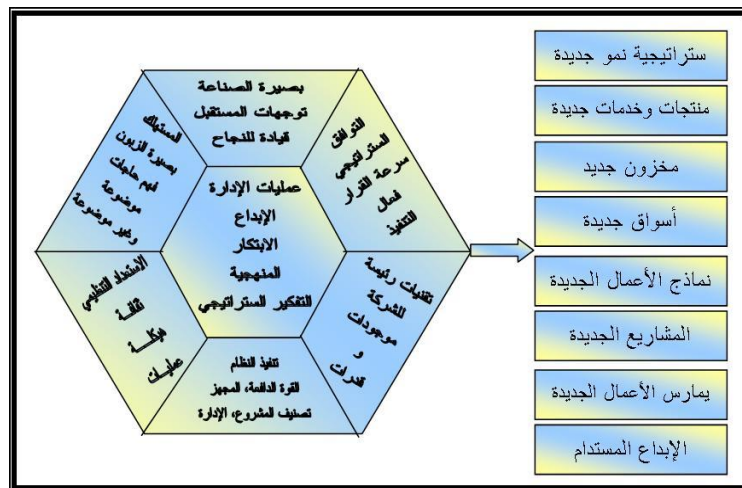 بصيرة الصناعة
توجهات المستقبل
قيادة للنجاح
التوافق
الستراتيجي
سرعة القرار
فعال
التنفيذ
تقنيات رئيسة
للشركة
موجودات
و
قدرات
تنفيذ النظام
القوة الدافعة، المجهز
تصنيف المشروع، الإدارة
الاستعداد التنظيمي
ثقافة
هيكلة
عمليات
المستهلك
بصيرة الزبون
فهم حاجات
موضوعة
وغير موضوعة
عمليات الإدارة
الإبداع
الابتكار
المنهجية
التفكير الستراتيجي
ستراتيجية نمو جديدة
منتجات وخدمات جديدة
مخزون جديد
أسواق جديدة
نماذج الأعمال الجديدة
المشاريع الجديدة
يمارس الأعمال الجديدة
الإبداع المستدام